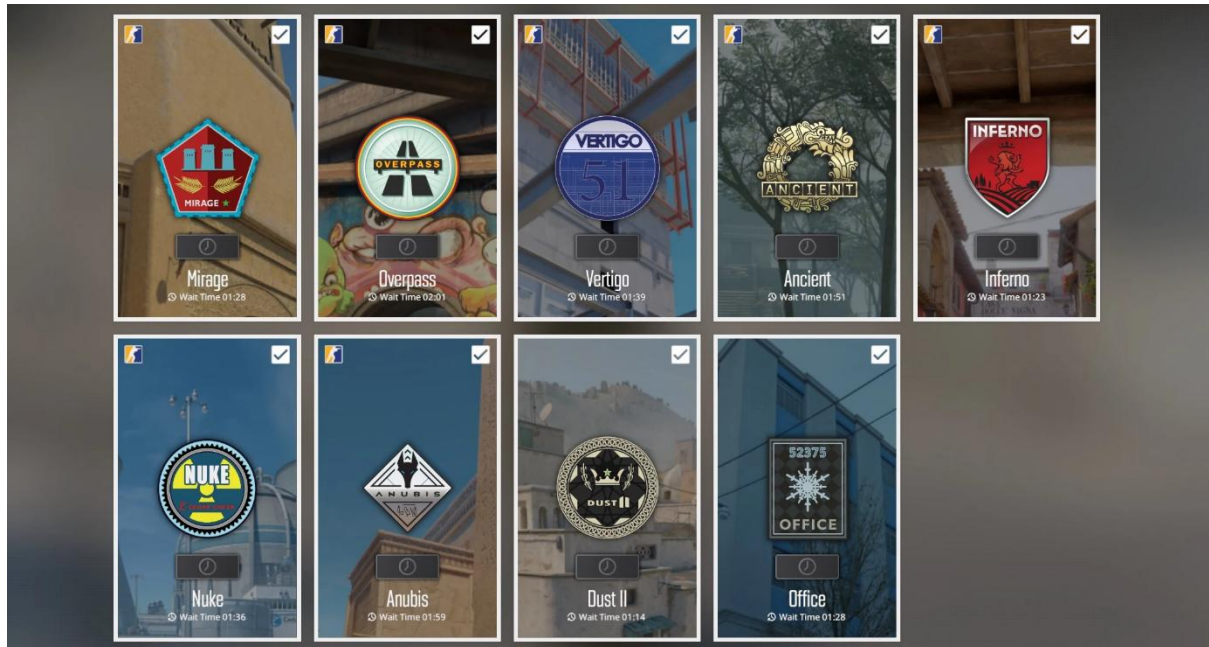 MIRAGE
Mirage
Wait Time 01:28
OVERPASS
Overpass
Wait Time 02:01
VERTIGO
51
Vertigo
Wait Time 01:39
ANCIENT
Ancient
Wait Time 01:51
INFERNO
Inferno
Wait Time 01:23
NUKE
Nuke
Wait Time 01:36
ANUBIS
Anubis
Wait Time 01:59
DUST II
Dust II
Wait Time 01:14
52375
OFFICE
Office
Wait Time 01:28